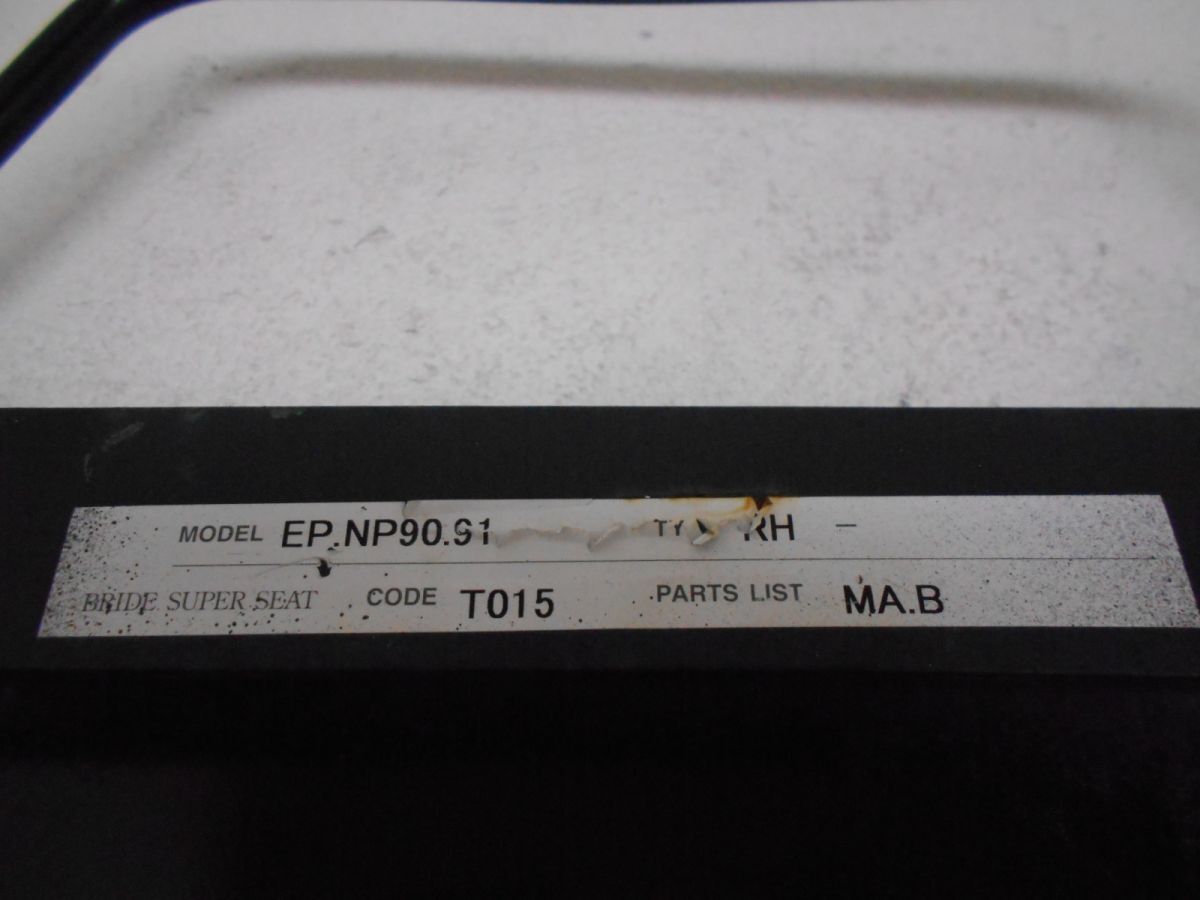 MODEL EP.NP90.91 RH –
BRIDE SUPER SEAT CODE T015 PARTS LIST MA.B